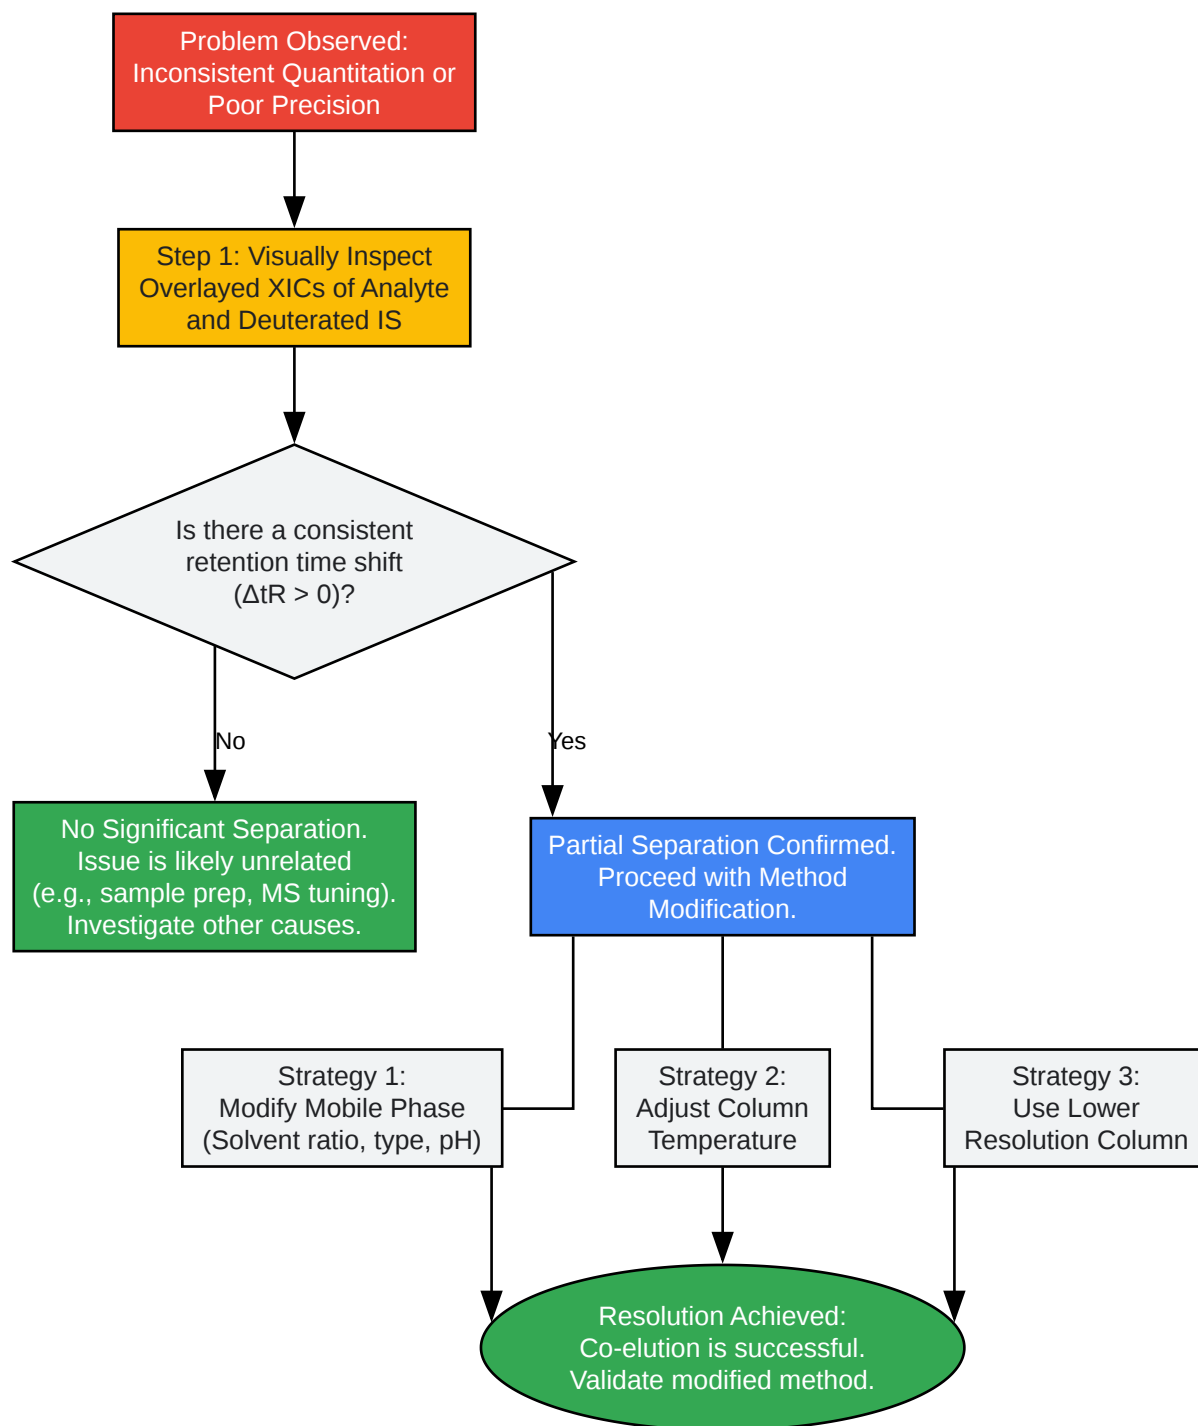 Problem Observed:
Inconsistent Quantitation or
Poor Precision
Step 1: Visually Inspect
Overlayed XICs of Analyte
and Deuterated IS
Is there a consistent
retention time shift
(ΔtR > 0)?
No
Yes
No Significant Separation.
Issue is likely unrelated
(e.g., sample prep, MS tuning).
Investigate other causes.
Partial Separation Confirmed.
Proceed with Method
Modification.
Strategy 1:
Modify Mobile Phase
(Solvent ratio, type, pH)
Strategy 2:
Adjust Column
Temperature
Strategy 3:
Use Lower
Resolution Column
Resolution Achieved:
Co-elution is successful.
Validate modified method.